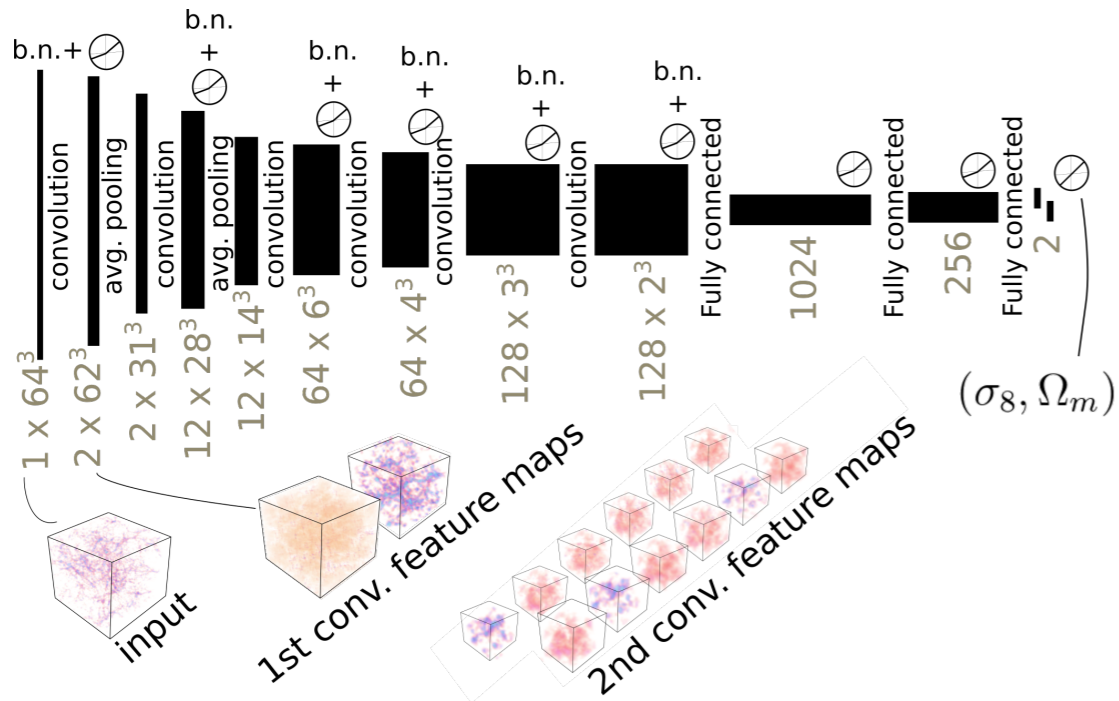 b.n.+
b.n.
+
b.n.
+
b.n.
+
b.n.
+
b.n.
+
convolution
avg. pooling
convolution
avg. pooling
convolution
convolution
convolution
convolution
Fully connected
Fully connected
Fully connected
1 x 64³
2 x 62³
2 x 31³
12 x 28³
12 x 14³
64 x 6³
64 x 4³
128 x 3³
128 x 2³
1024
256
2
(σ₈, Ωₘ)
input
1st conv. feature maps
2nd conv. feature maps